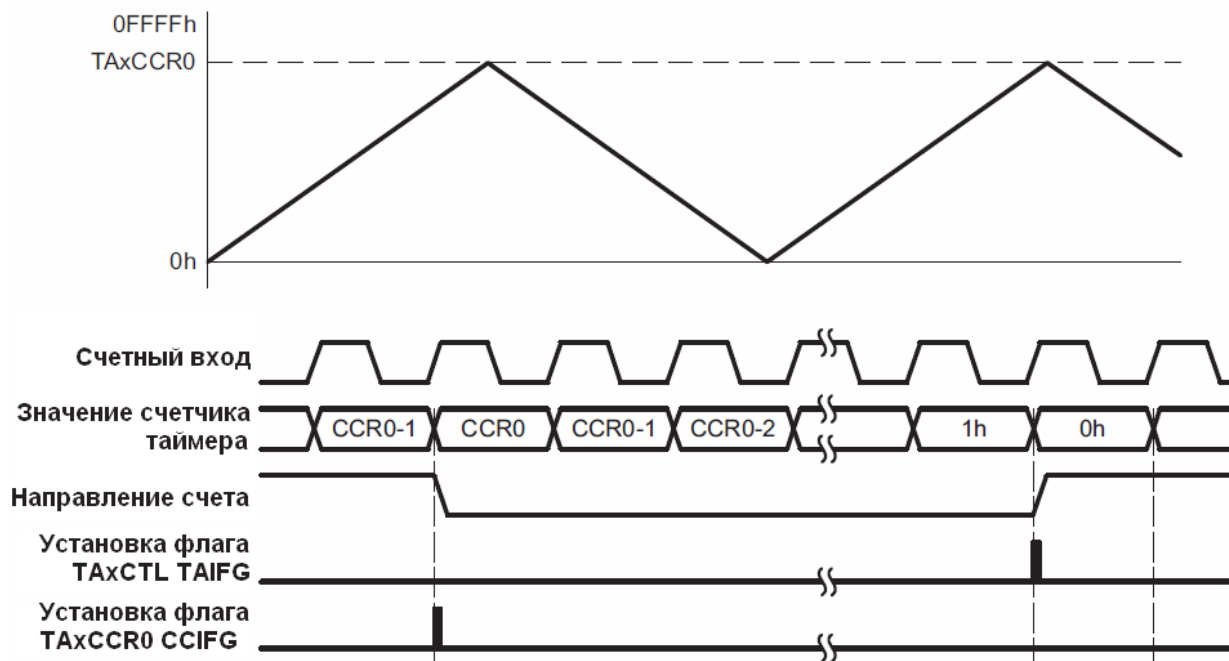 0FFFFh
TAxCCR0
0h
Счетный вход
Значение счетчика
таймера
CCR0-1 CCR0 CCR0-1 CCR0-2 1h 0h
Направление счета
Установка флага
TAxCTL TAIFG
Установка флага
TAxCCR0 CCIFG